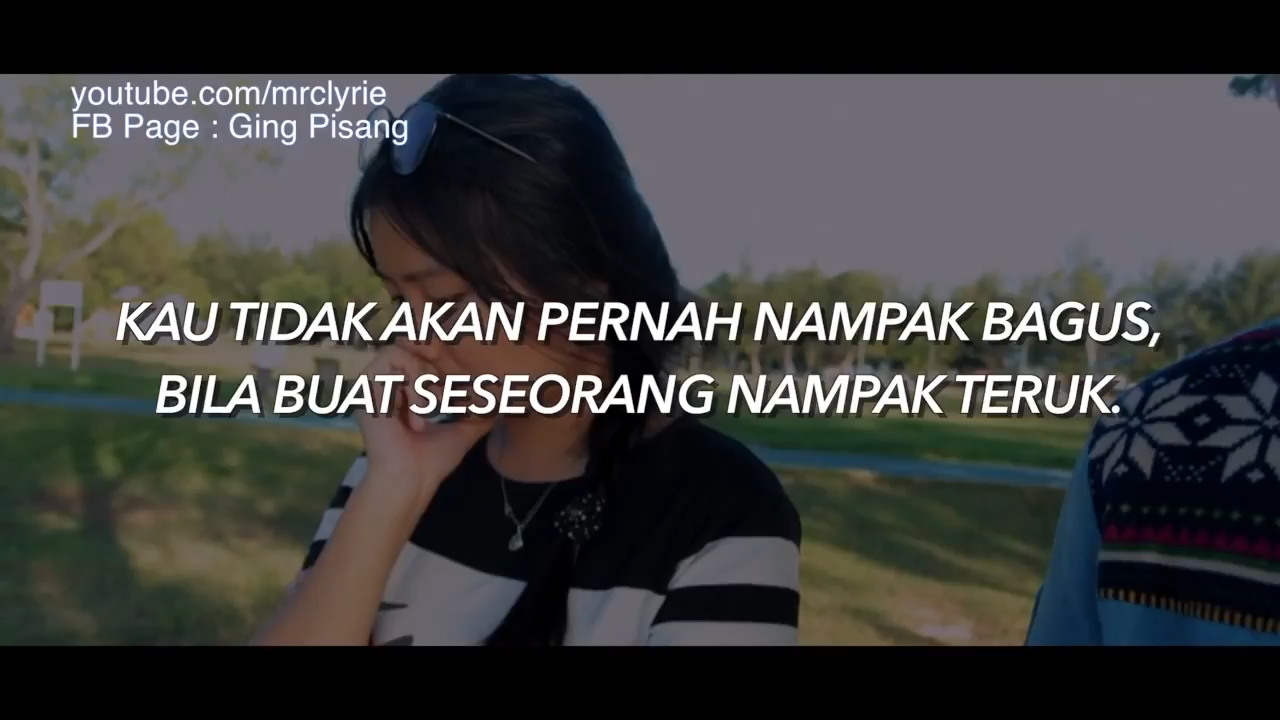 youtube.com/mrclyrie
FB Page : Ging Pisang
KAU TIDAK AKAN PERNAH NAMPAK BAGUS,
BILA BUAT SESEORANG NAMPAK TERUK.